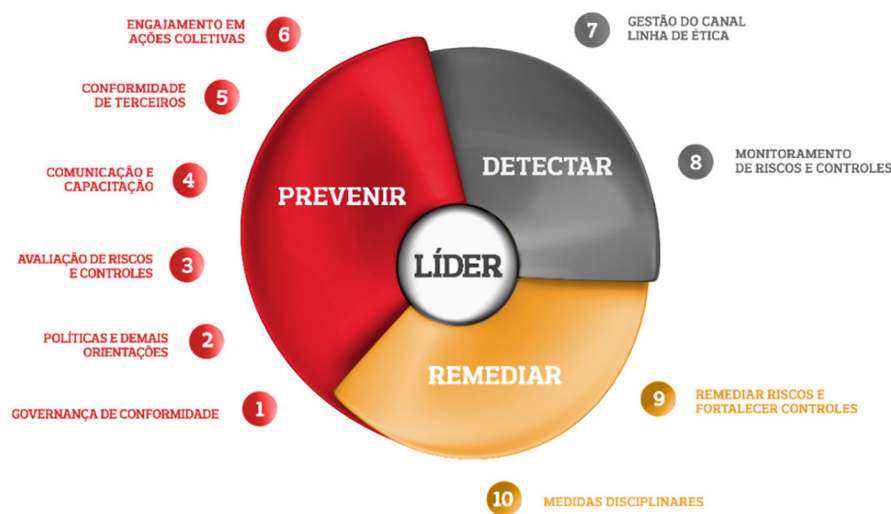 6
ENGAJAMENTO EM
AÇÕES COLETIVAS
7
GESTÃO DO CANAL
LINHA DE ÉTICA
5
CONFORMIDADE
DE TERCEIROS
8
MONITORAMENTO
DE RISCOS E CONTROLES
4
COMUNICAÇÃO E
CAPACITAÇÃO
PREVENIR
DETECTAR
3
AVALIAÇÃO DE RISCOS
E CONTROLES
LÍDER
2
POLÍTICAS E DEMAIS
ORIENTAÇÕES
REMEDIAR
1
GOVERNANÇA DE CONFORMIDADE
9
REMEDIAR RISCOS E
FORTALECER CONTROLES
10
MEDIDAS DISCIPLINARES